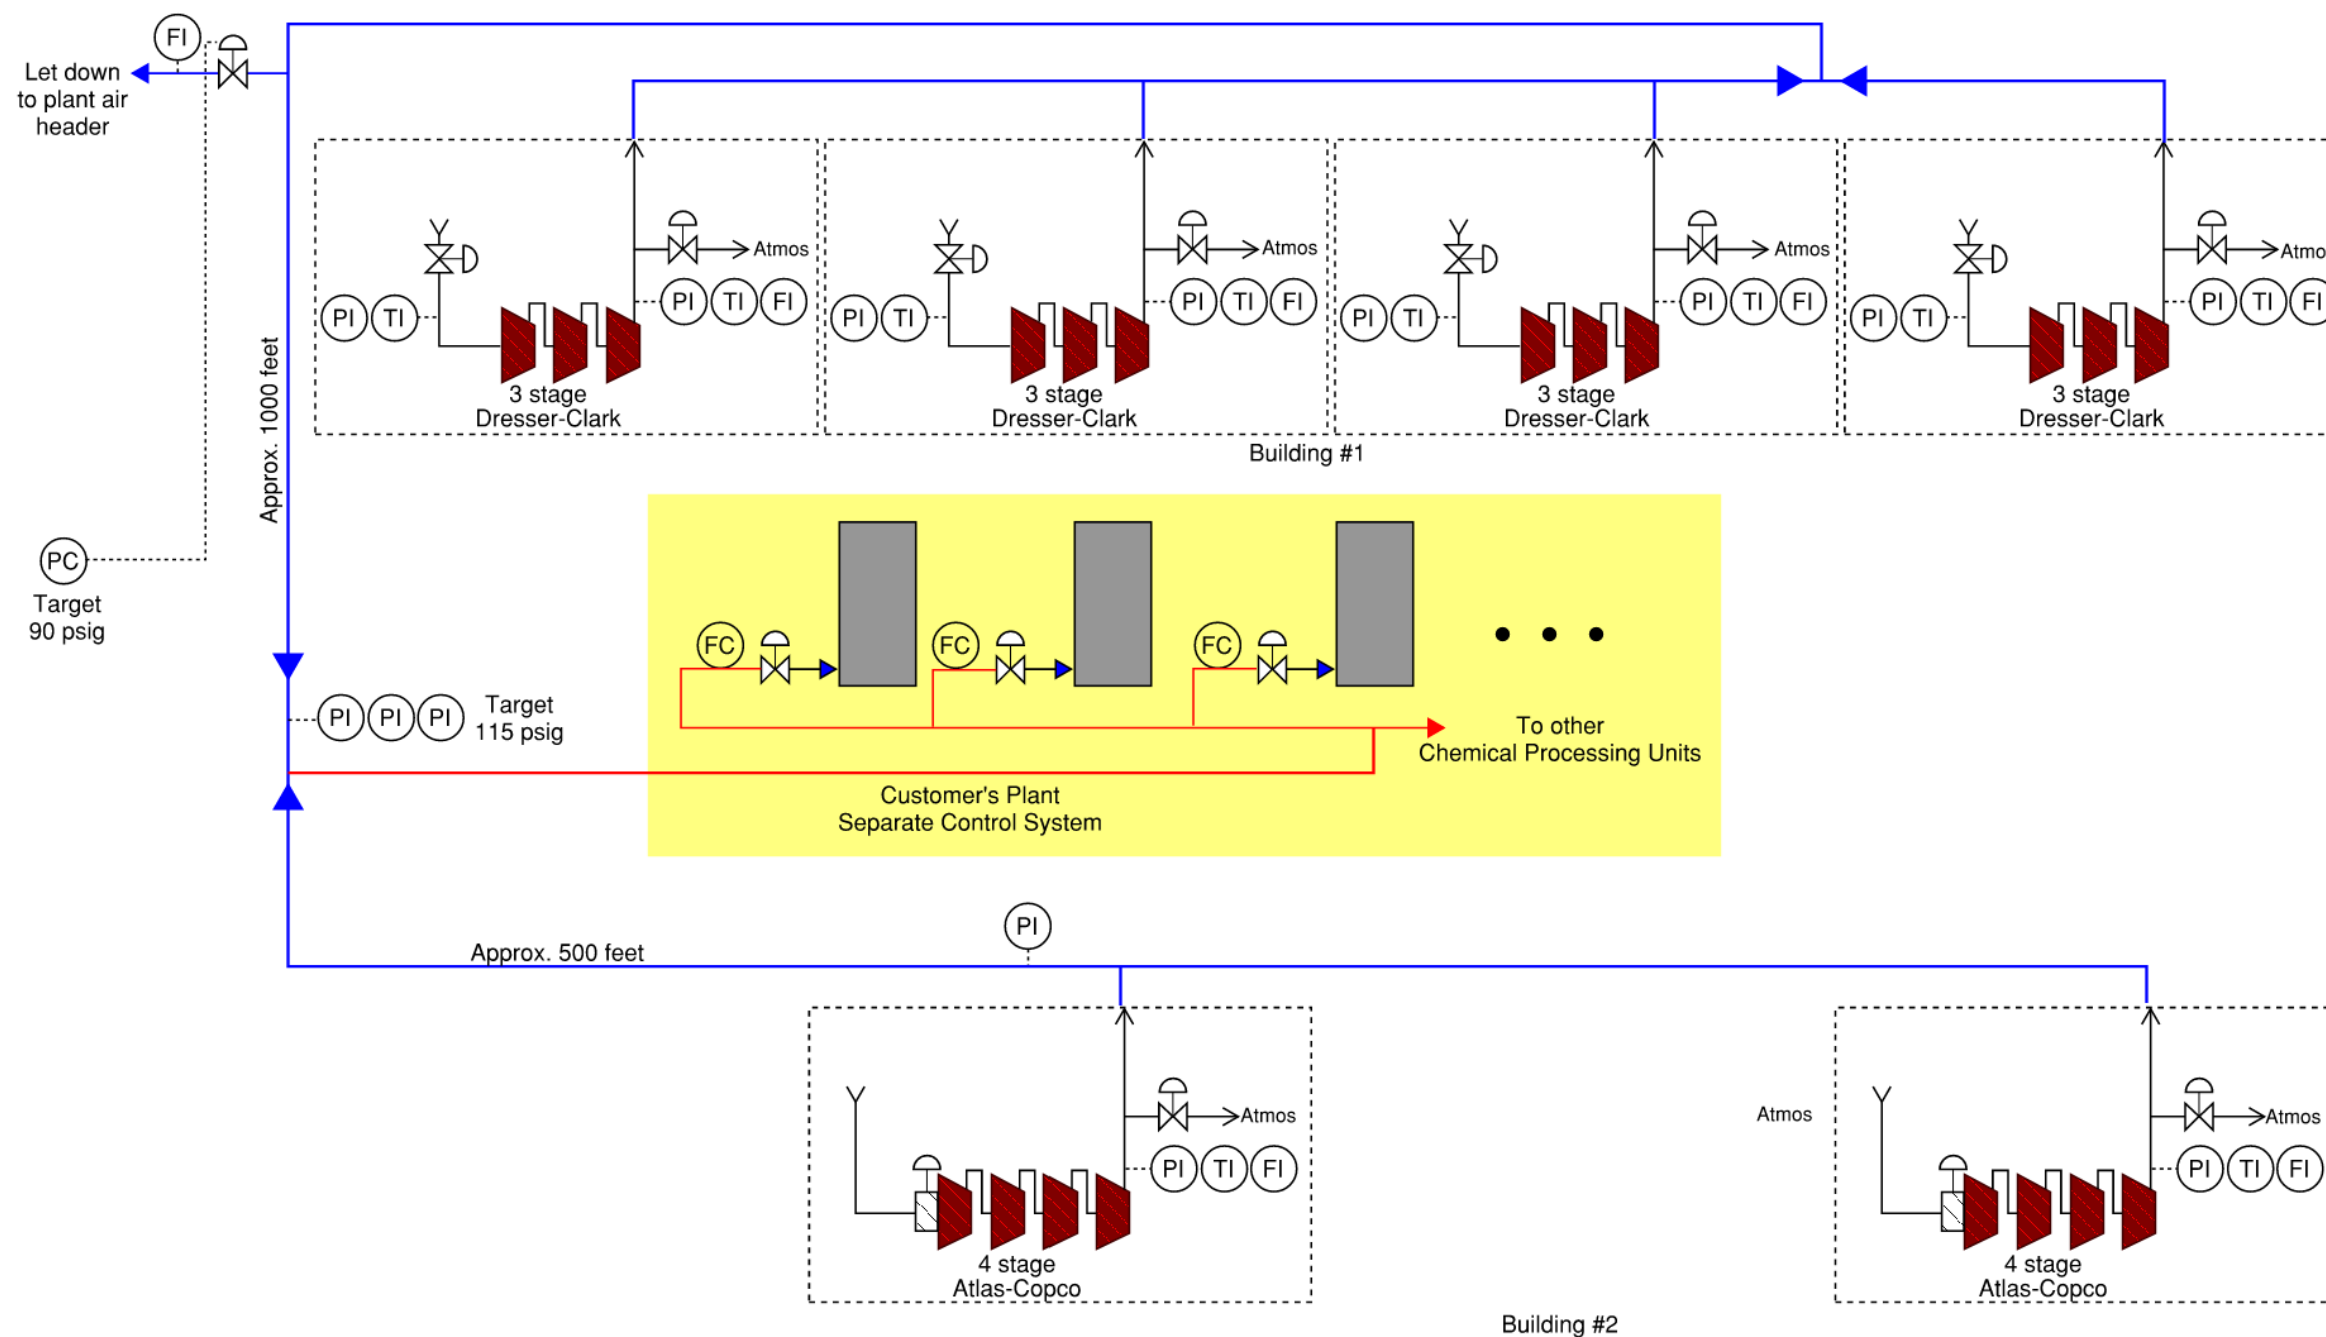 FI
Let down
to plant air
header
Atmos
Atmos
Atmos
Atmo
PI TI
PI TI FI
PI TI
PI TI FI
PI TI
PI TI FI
PI TI
PI TI FI
3 stage
Dresser-Clark
3 stage
Dresser-Clark
3 stage
Dresser-Clark
3 stage
Dresser-Clark
Building #1
Approx. 1000 feet
PC
Target
90 psig
FC
FC
FC
PI PI PI
Target
115 psig
To other
Chemical Processing Units
Customer's Plant
Separate Control System
PI
Approx. 500 feet
Atmos
Atmos
Atmos
PI TI FI
PI TI FI
4 stage
Atlas-Copco
4 stage
Atlas-Copco
Building #2